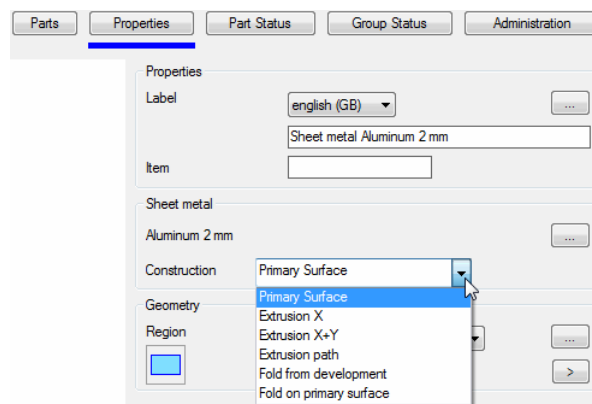 Parts Properties Part Status Group Status Administration
Properties
Label english (GB) ...
Sheet metal Aluminum 2 mm
Item
Sheet metal
Aluminum 2 mm ...
Construction Primary Surface
Primary Surface
Geometry
Extrusion X
Region Extrusion X+Y ...
Extrusion path
Fold from development >
Fold on primary surface